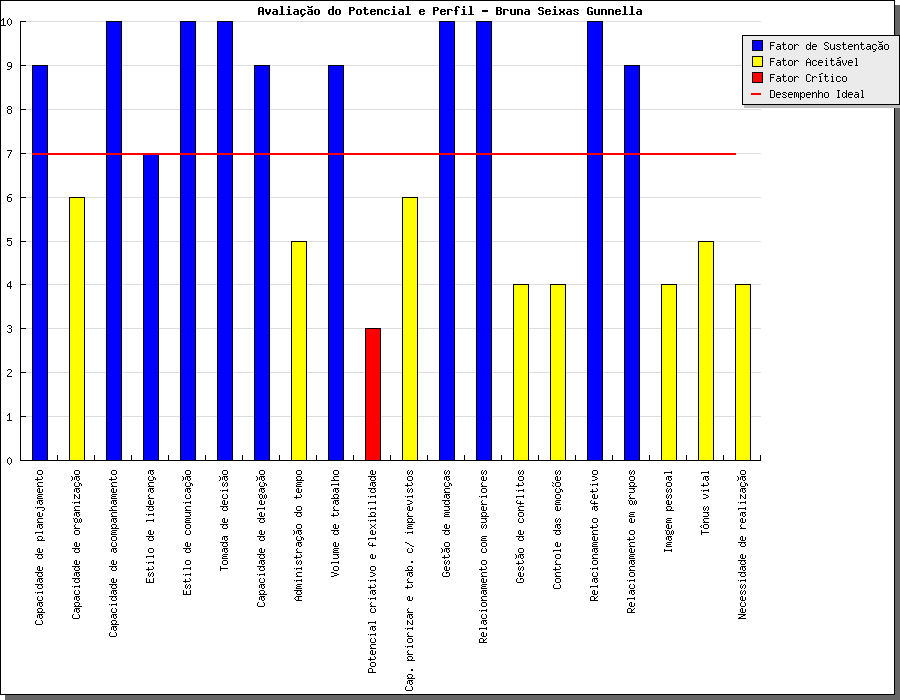 Avaliação do Potencial e Perfil - Bruna Seixas Gunnella
Fator de Sustentação
Fator Aceitável
Fator Crítico
Desempenho Ideal
10
9
8
7
6
5
4
3
2
1
0
Capacidade de planejamento
Capacidade de organização
Capacidade de acompanhamento
Estilo de liderança
Estilo de comunicação
Tomada de decisão
Capacidade de delegação
Administração do tempo
Volume de trabalho
Potencial criativo e flexibilidade
Cap. priorizar e trab. c/ imprevistos
Gestão de mudanças
Relacionamento com superiores
Gestão de conflitos
Controle das emoções
Relacionamento afetivo
Relacionamento em grupos
Imagem pessoal
Tônus vital
Necessidade de realização